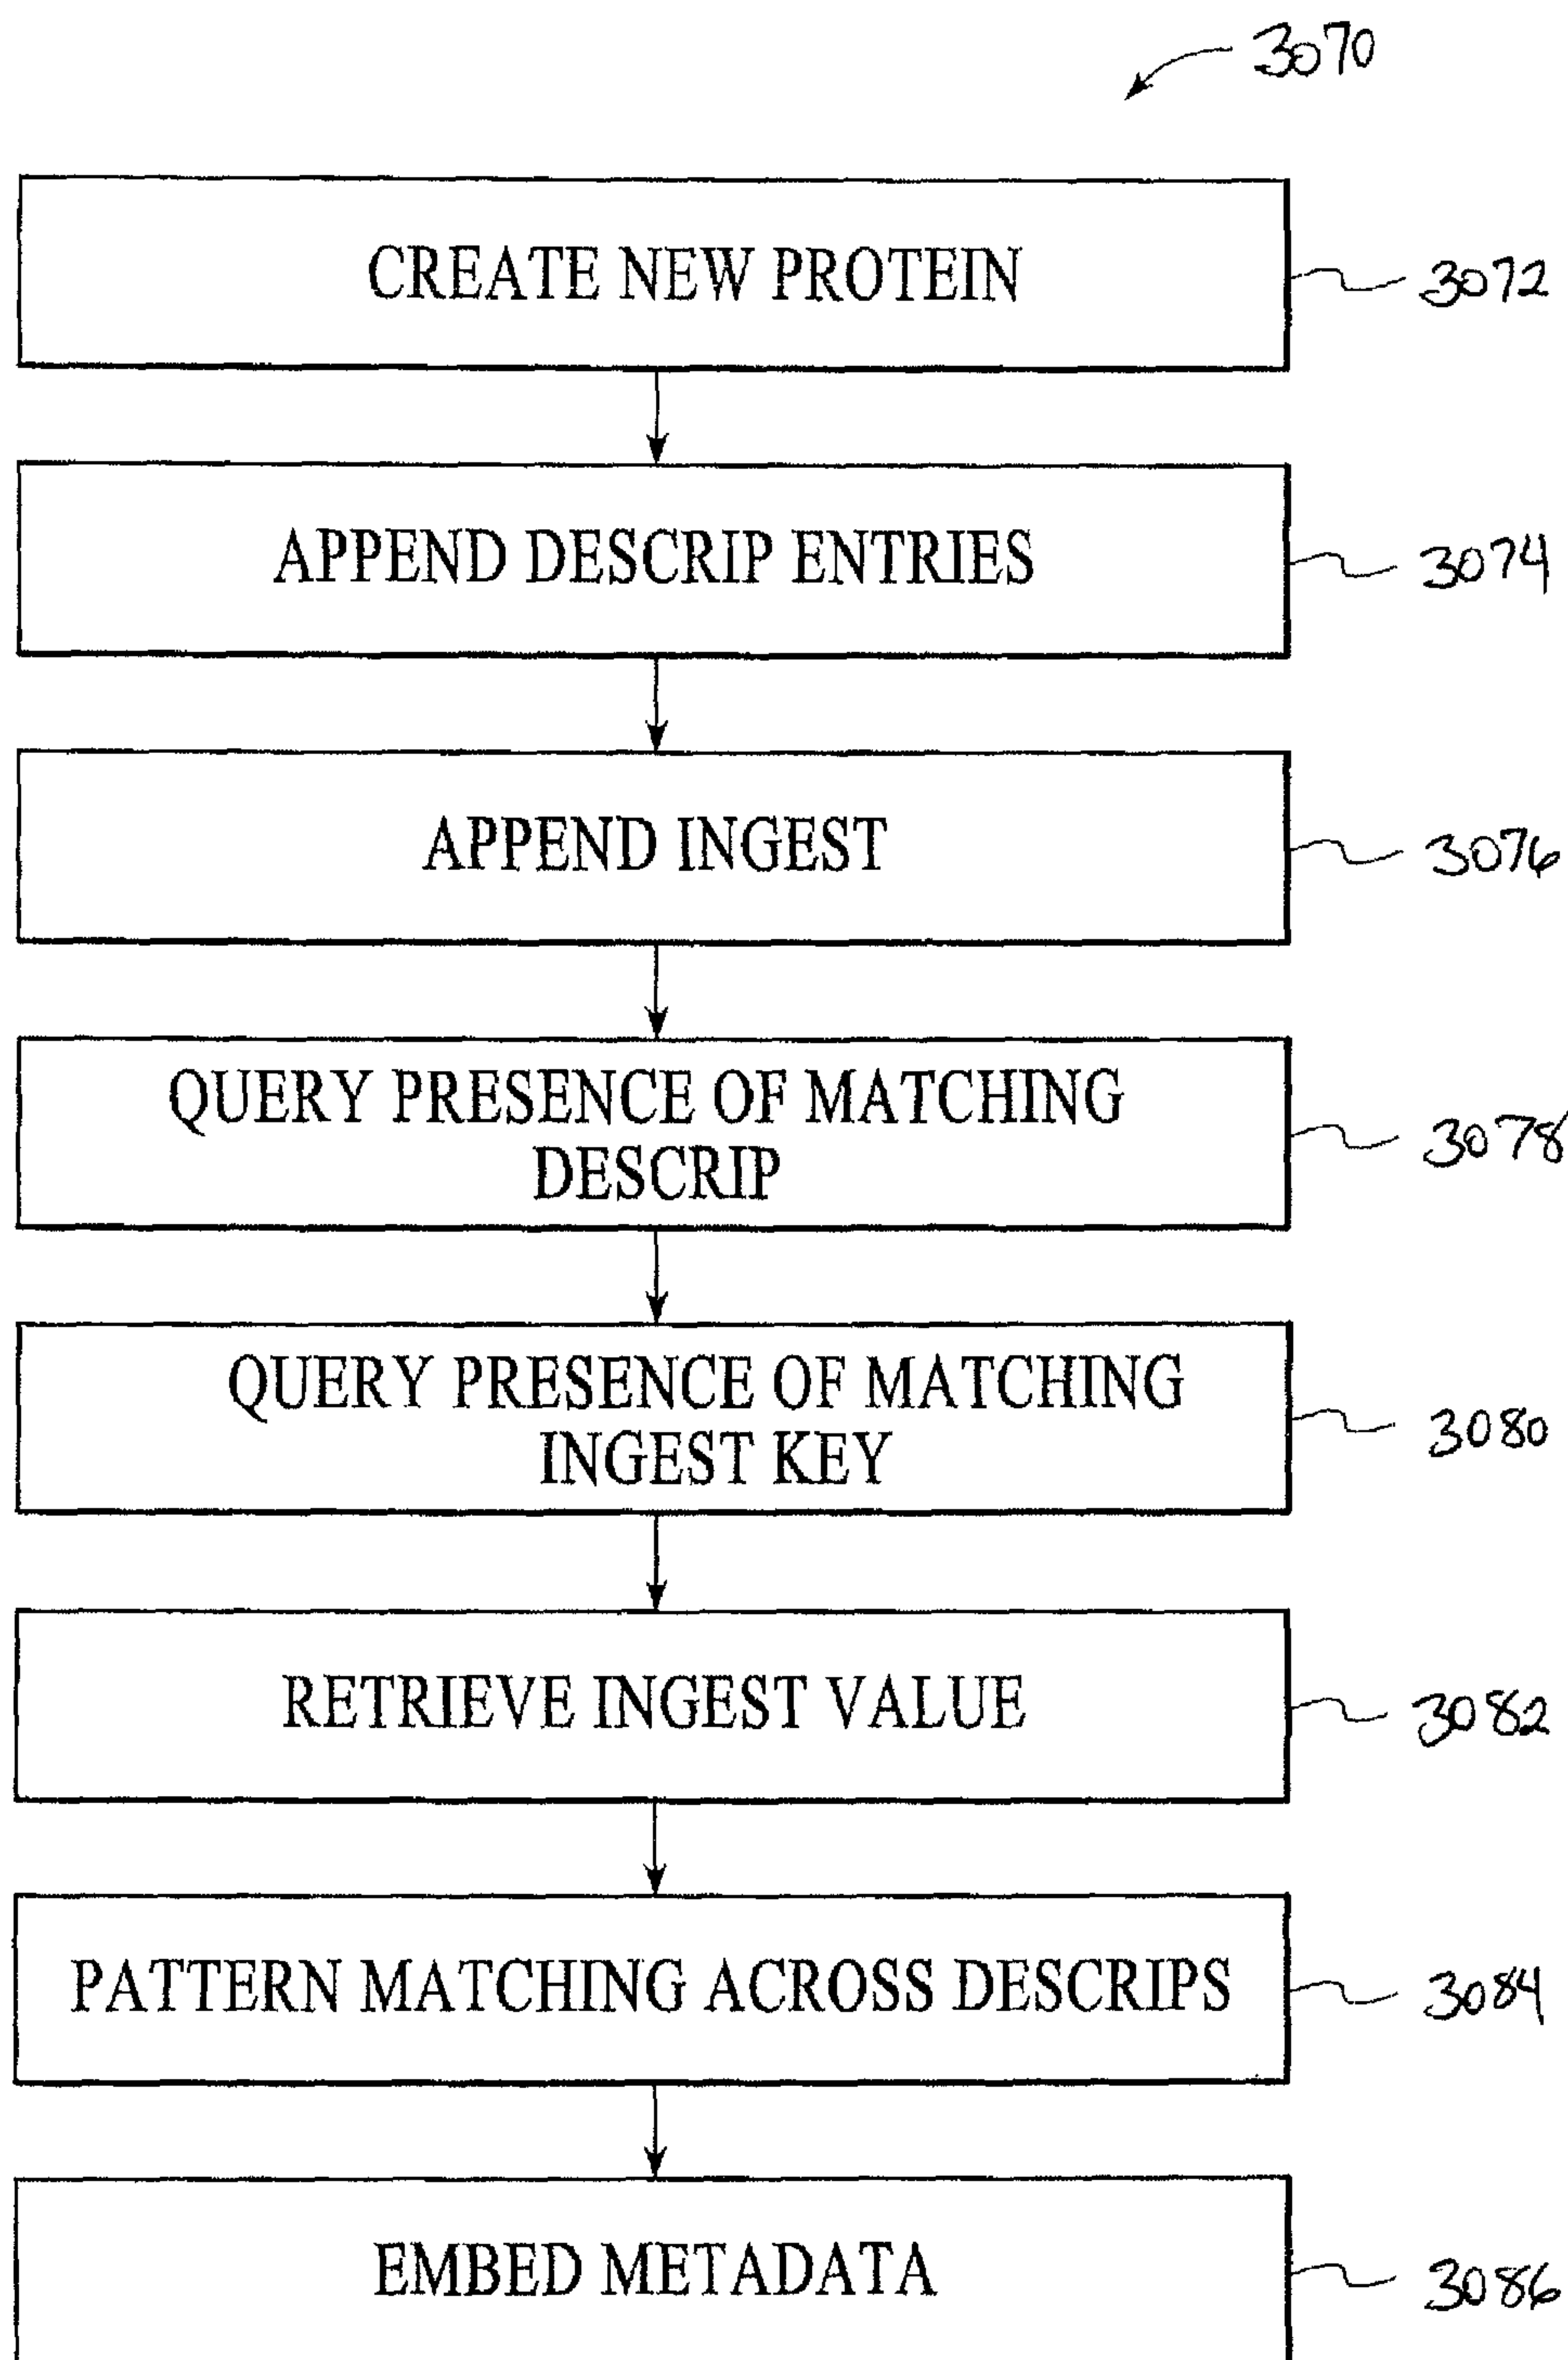 3070
CREATE NEW PROTEIN
3072
APPEND DESCRIP ENTRIES
3074
APPEND INGEST
3076
QUERY PRESENCE OF MATCHING
DESCRIP
3078
QUERY PRESENCE OF MATCHING
INGEST KEY
3080
RETRIEVE INGEST VALUE
3082
PATTERN MATCHING ACROSS DESCRIPS
3084
EMBED METADATA
3086